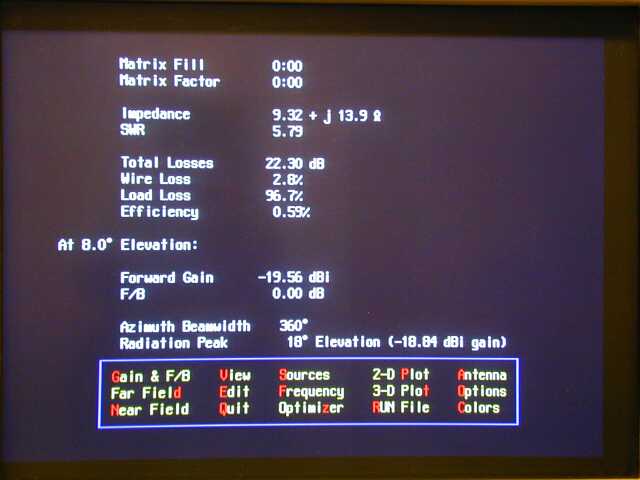 Matrix Fill 0:00
Matrix Factor 0:00
Impedance 9.32 + j 13.9 Ω
SWR 5.79
Total Losses 22.30 dB
Wire Loss 2.8%
Load Loss 96.7%
Efficiency 0.59%
At 8.0° Elevation:
Forward Gain -19.56 dBi
F/B 0.00 dB
Azimuth Beamwidth 360°
Radiation Peak 18° Elevation (-18.84 dBi gain)
Gain & F/B View Sources 2-D Plot Antenna
Far Field Edit Frequency 3-D Plot Options
Near Field Quit Optimizer RUN File Colors